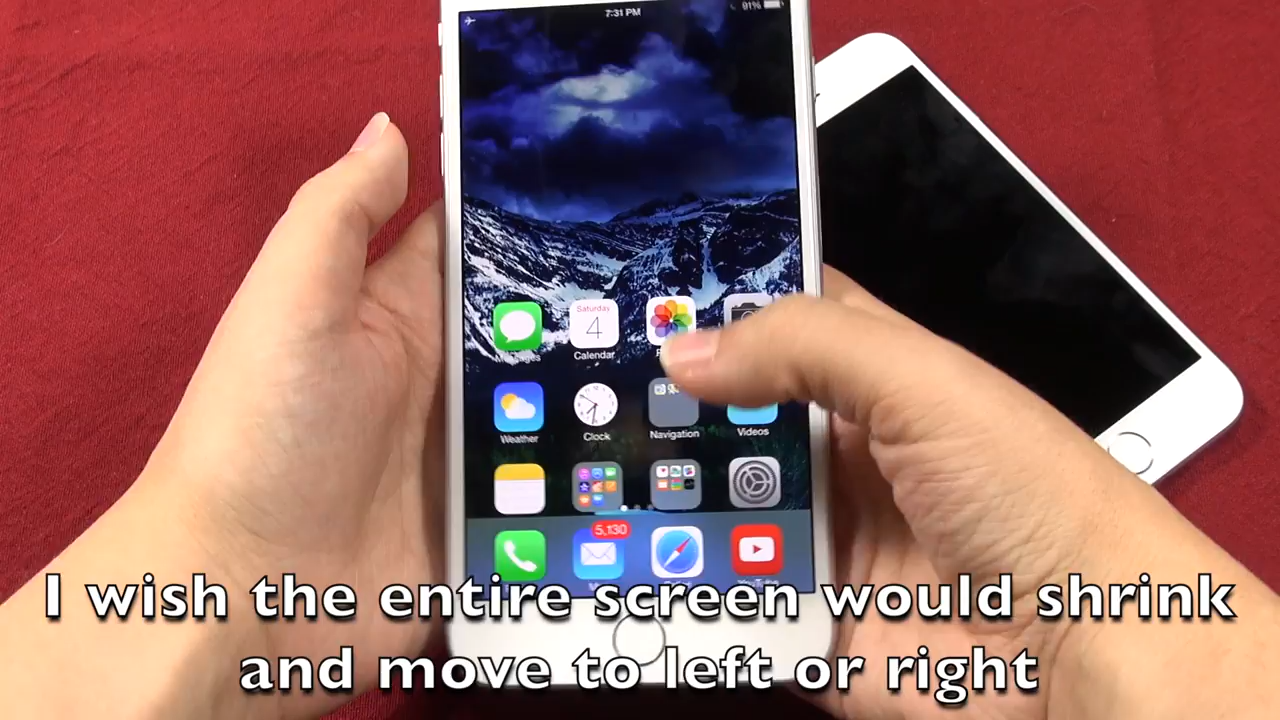 7:31 PM
91%
Saturday
4
Calendar
Weather
Clock
Navigation
Videos
5,130
I wish the entire screen would shrink
and move to left or right